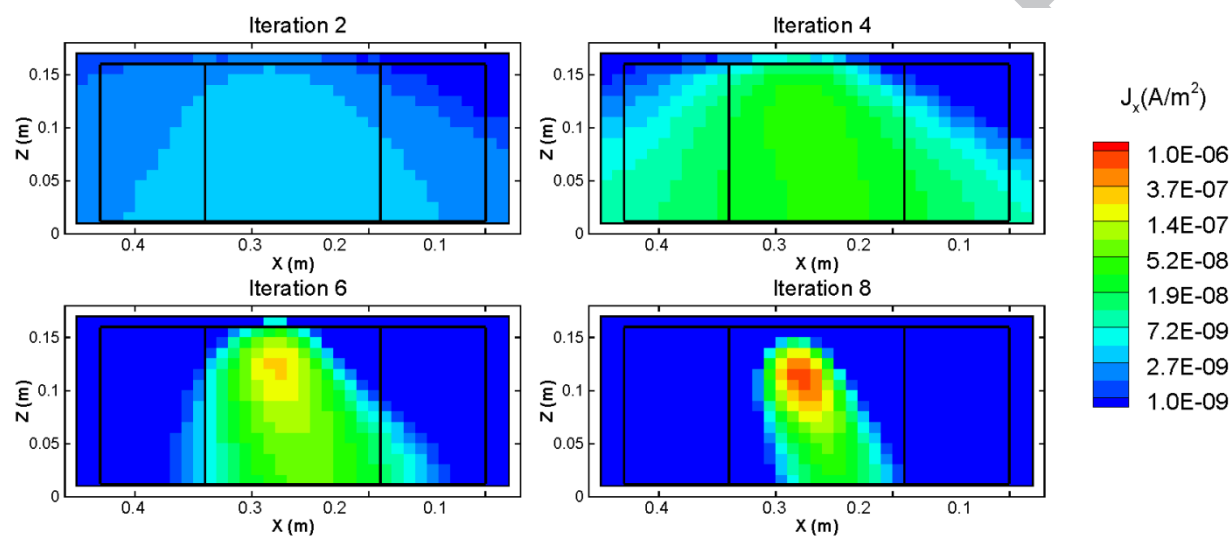 Iteration 2
0.15
0.1
0.05
0
Z (m)
0.4
0.3
0.2
0.1
X (m)
Iteration 4
0.15
0.1
0.05
0
Z (m)
0.4
0.3
0.2
0.1
X (m)
Iteration 6
0.15
0.1
0.05
0
Z (m)
0.4
0.3
0.2
0.1
X (m)
Iteration 8
0.15
0.1
0.05
0
Z (m)
0.4
0.3
0.2
0.1
X (m)
Jₓ(A/m²)
1.0E-06
3.7E-07
1.4E-07
5.2E-08
1.9E-08
7.2E-09
2.7E-09
1.0E-09